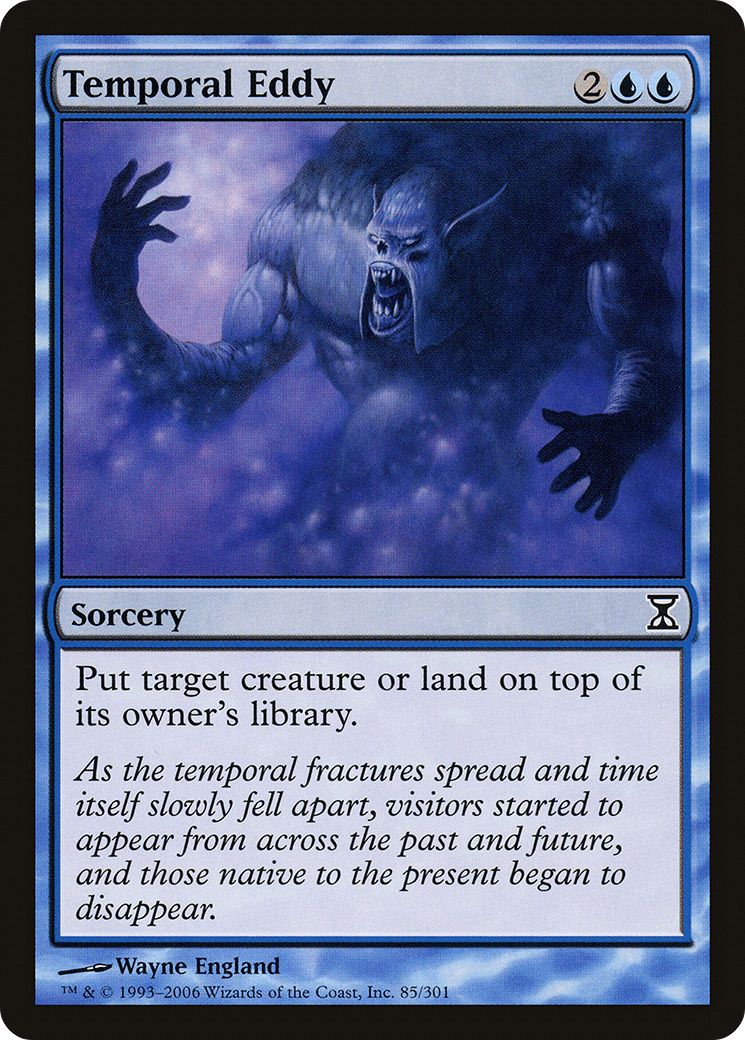 Temporal Eddy 2
Sorcery
Put target creature or land on top of
its owner's library.
As the temporal fractures spread and time
itself slowly fell apart, visitors started to
appear from across the past and future,
and those native to the present began to
disappear.
Wayne England
™ & © 1993–2006 Wizards of the Coast, Inc. 85/301